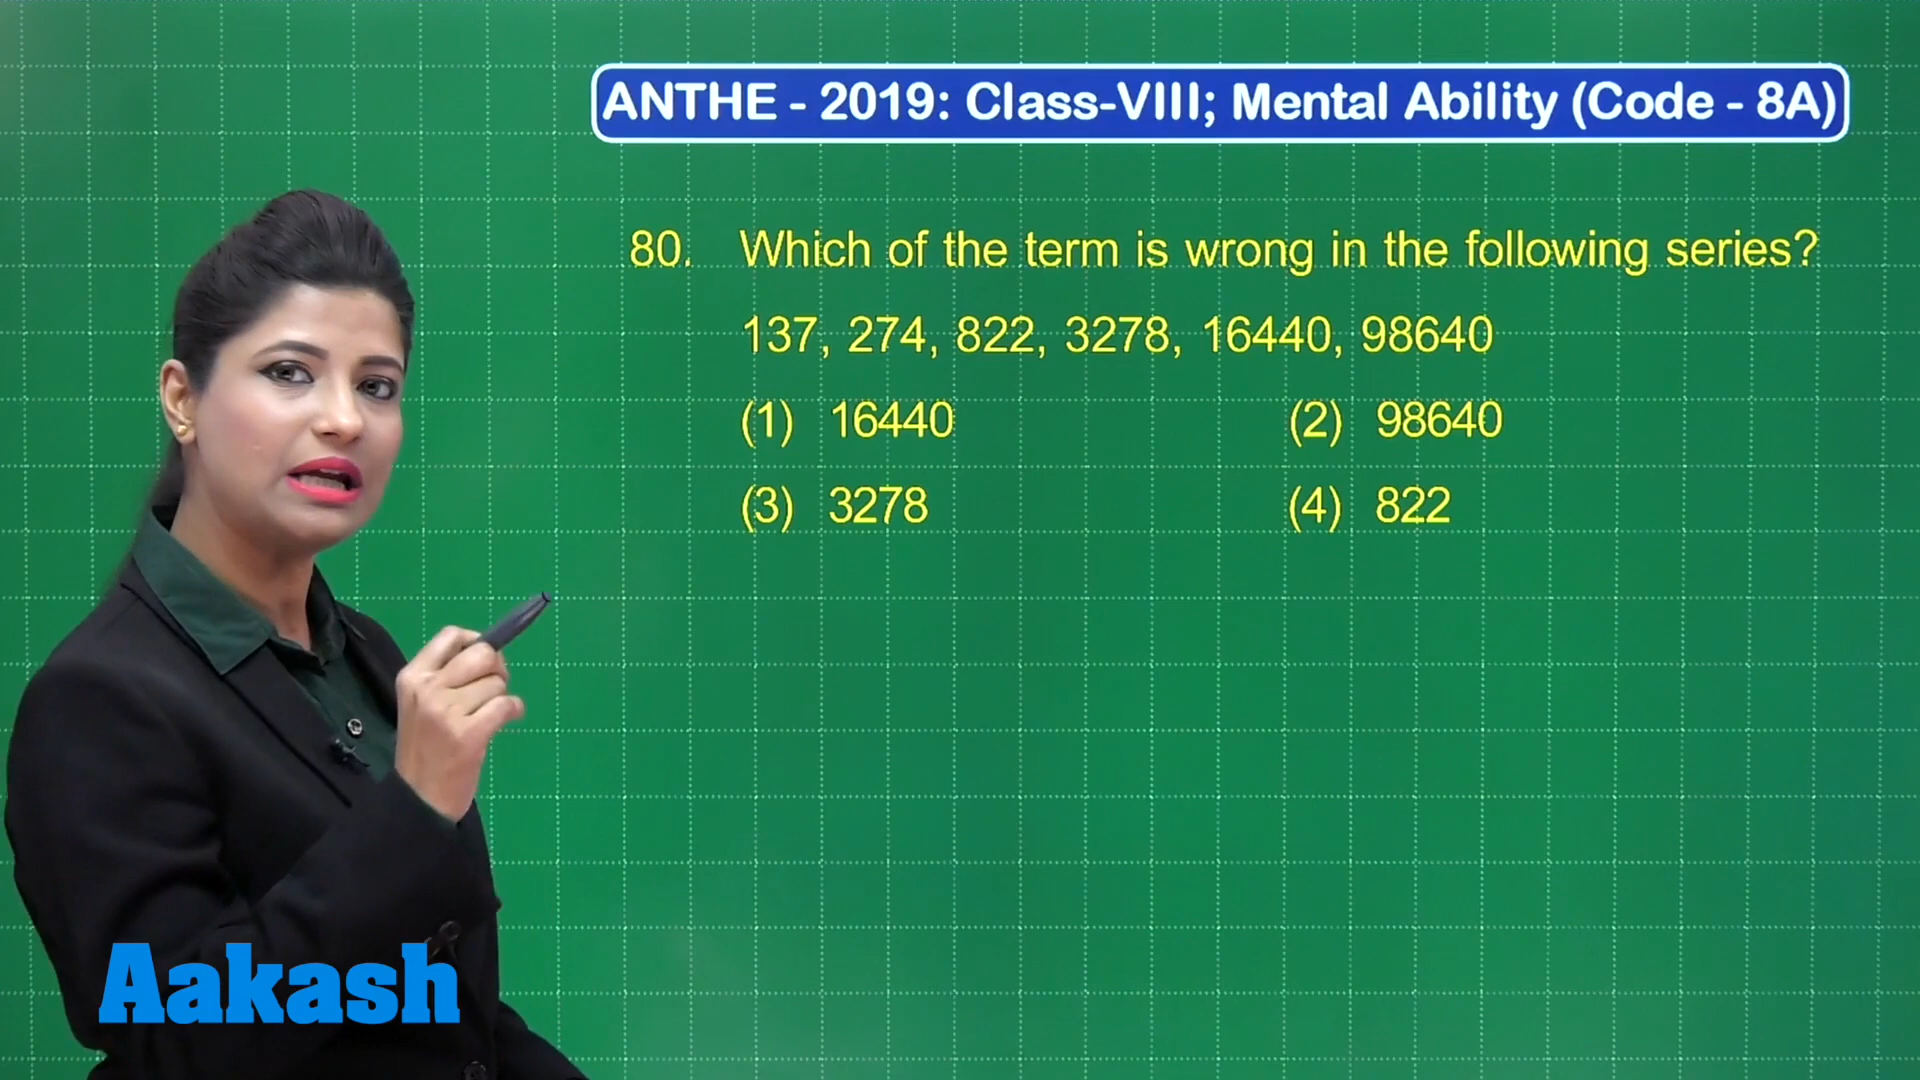 ANTHE - 2019: Class-VIII; Mental Ability (Code - 8A)
80. Which of the term is wrong in the following series?
137, 274, 822, 3278, 16440, 98640
(1) 16440 (2) 98640
(3) 3278 (4) 822
Aakash